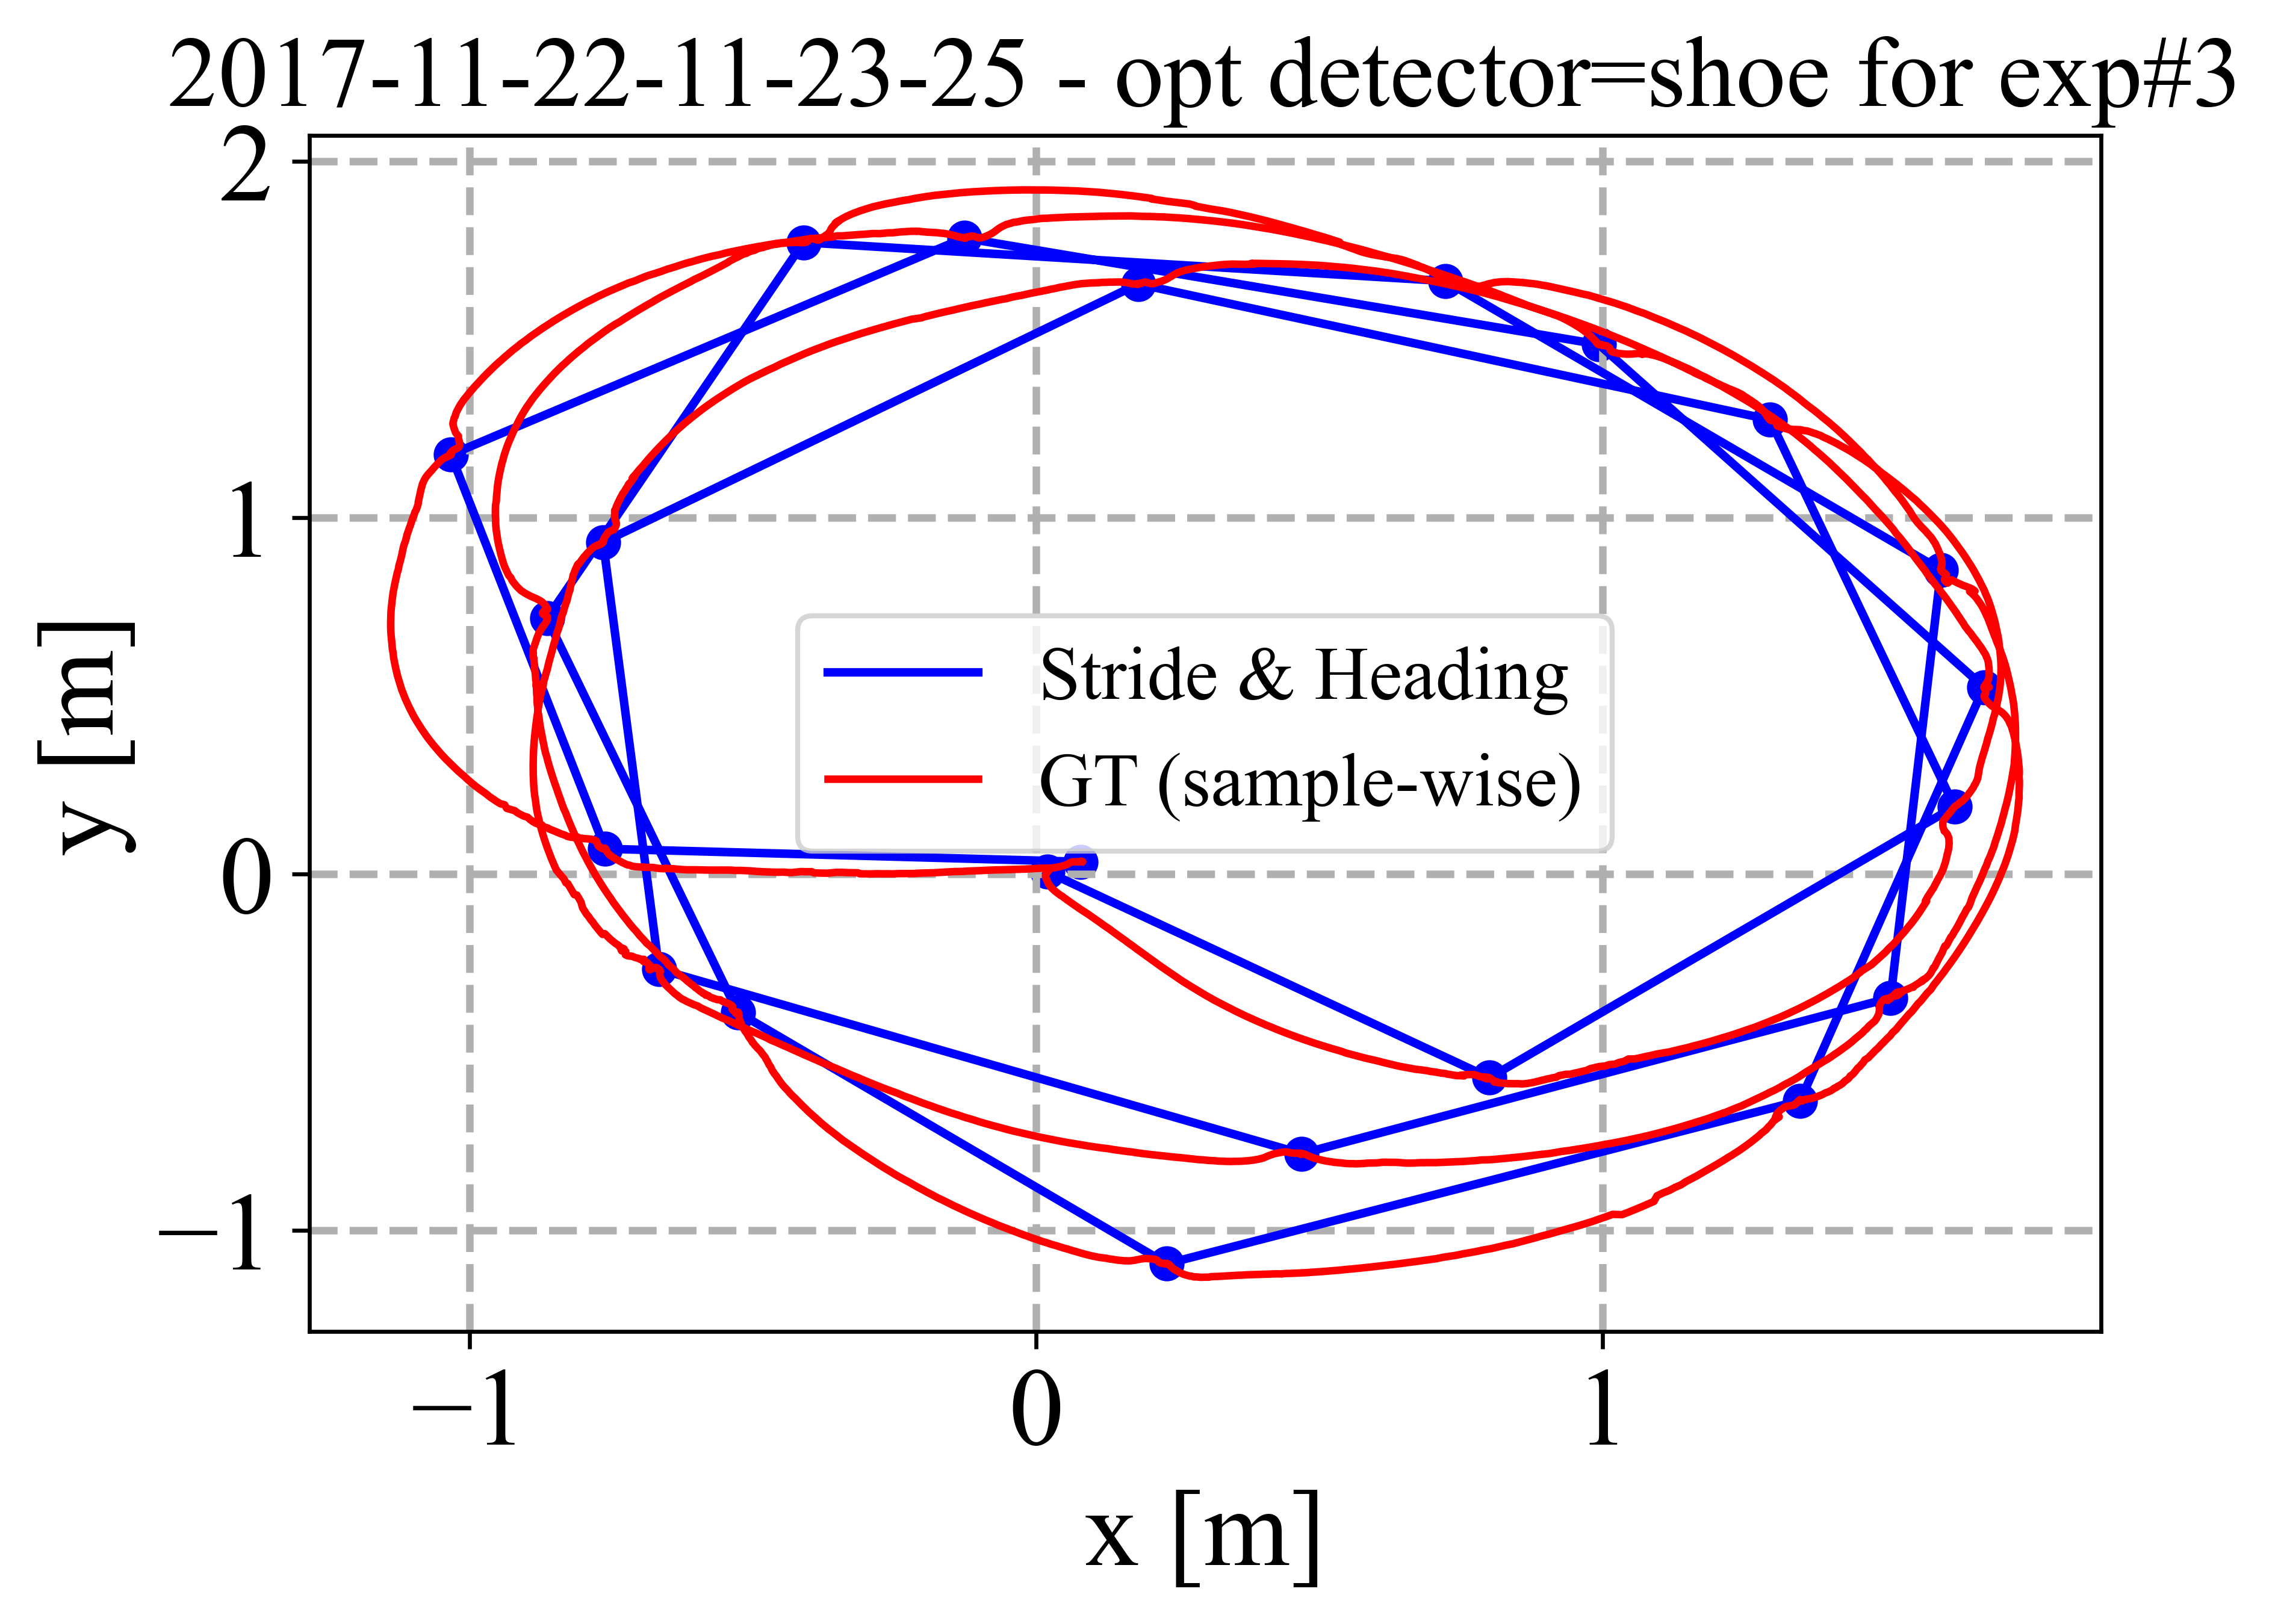 2017-11-22-11-23-25 - opt detector=shoe for exp#3
2
1
0
−1
y [m]
Stride & Heading
GT (sample-wise)
−1
0
1
x [m]